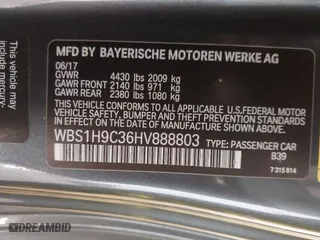 MFD BY BAYERISCHE MOTOREN WERKE AG
06/17
GVWR 4430 lbs 2009 kg
GAWR FRONT 2140 lbs 971 kg
GAWR REAR 2380 lbs 1080 kg
THIS VEHICLE CONFORMS TO ALL APPLICABLE U.S.FEDERAL MOTOR
VEHICLE SAFETY, BUMPER AND THEFT PREVENTION STANDARDS
IN EFFECT ON THE DATE OF MANUFACTURE SHOWN ABOVE.
WBS1H9C36HV888803 TYPE: PASSENGER CAR
B39
7 315 814
This vehicle
may
DREAMBID